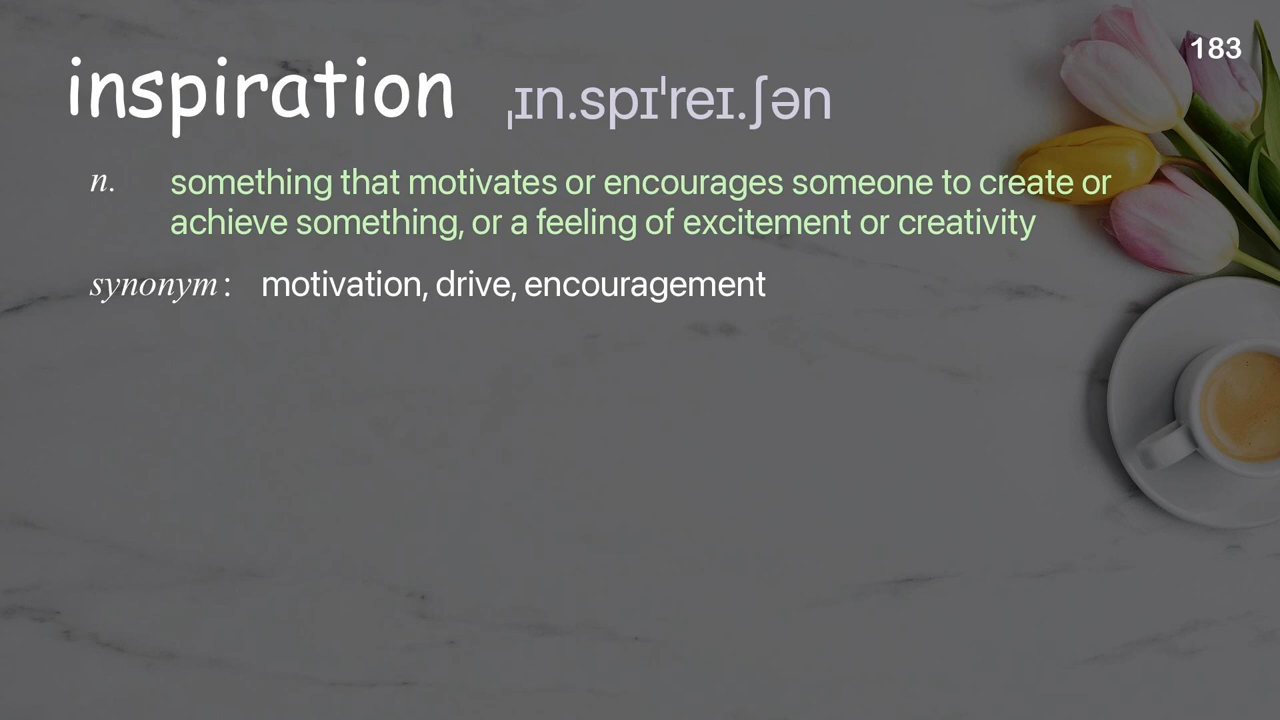 183
inspiration ˌɪn.spɪˈreɪ.ʃən
n. something that motivates or encourages someone to create or
achieve something, or a feeling of excitement or creativity
synonym: motivation, drive, encouragement